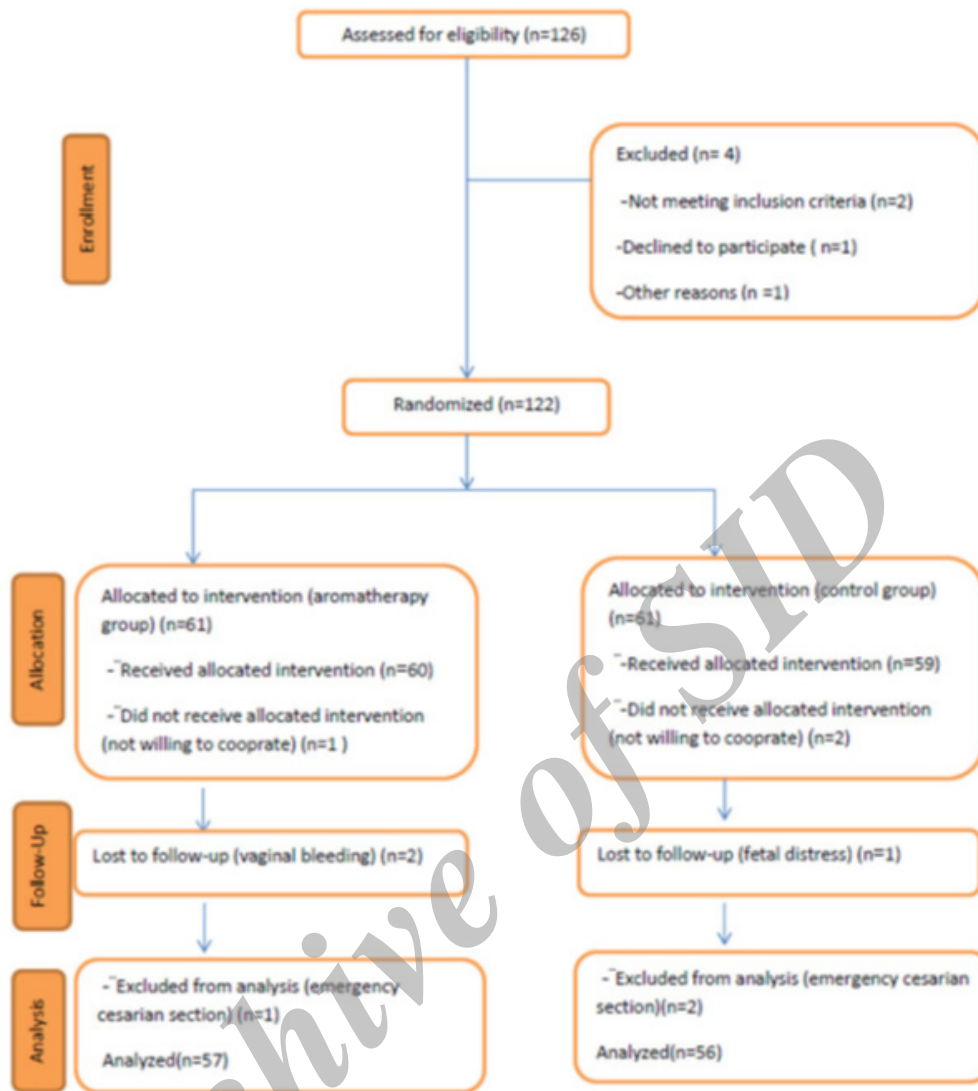 Assessed for eligibility (n=126)
Enrollment
Excluded (n= 4)
-Not meeting inclusion criteria (n=2)
-Declined to participate ( n=1)
-Other reasons (n =1)
Randomized (n=122)
Allocation
Allocated to intervention (aromatherapy
group) (n=61)
-¨Received allocated intervention (n=60)
-¨Did not receive allocated intervention
(not willing to cooprate) (n=1 )
Allocated to intervention (control group)
(n=61)
¨-Received allocated intervention (n=59)
¨-Did not receive allocated intervention
(not willing to cooprate) (n=2)
Follow-Up
Lost to follow-up (vaginal bleeding) (n=2)
Lost to follow-up (fetal distress) (n=1)
Analysis
-¨Excluded from analysis (emergency
cesarian section) (n=1)
Analyzed(n=57)
-¨Excluded from analysis (emergency cesarian
section)(n=2)
Analyzed(n=56)
hive of SID